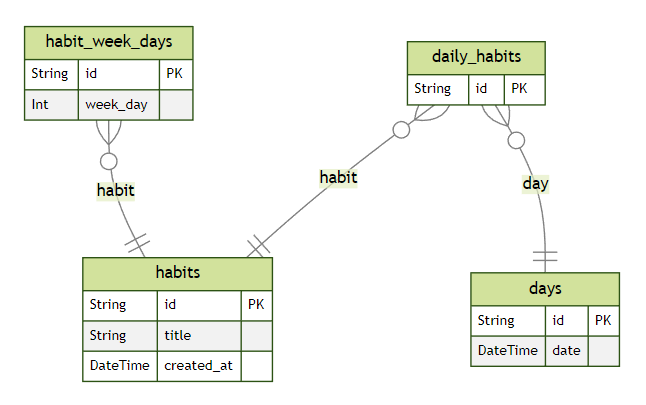 habit_week_days
String id PK
Int week_day
daily_habits
String id PK
habit
habit
day
habits
String id PK
String title
DateTime created_at
days
String id PK
DateTime date